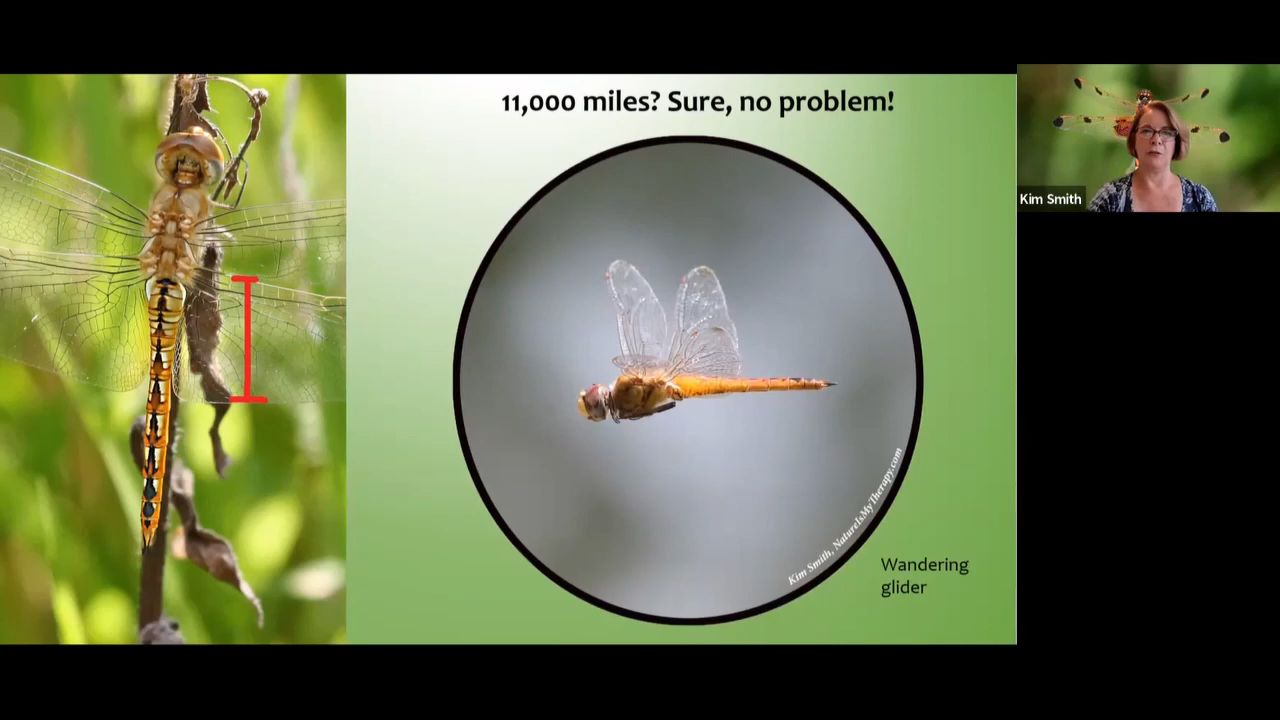 11,000 miles? Sure, no problem!
Kim Smith
Kim Smith, NatureIsMyTherapy.com
Wandering
glider